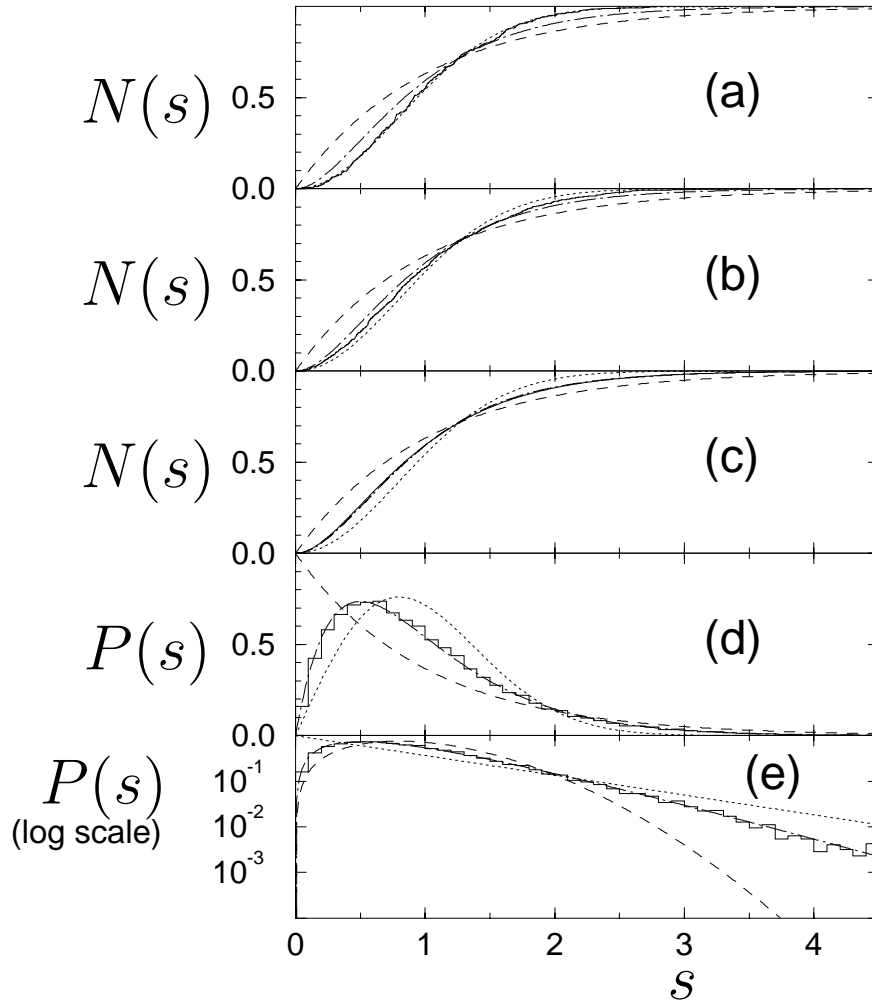 N(s) 0.5 (a)
0.0
N(s) 0.5 (b)
0.0
N(s) 0.5 (c)
0.0
P(s) 0.5 (d)
0.0
P(s) 10^-1 (e)
(log scale) 10^-2
10^-3
0 1 2 3 4
s